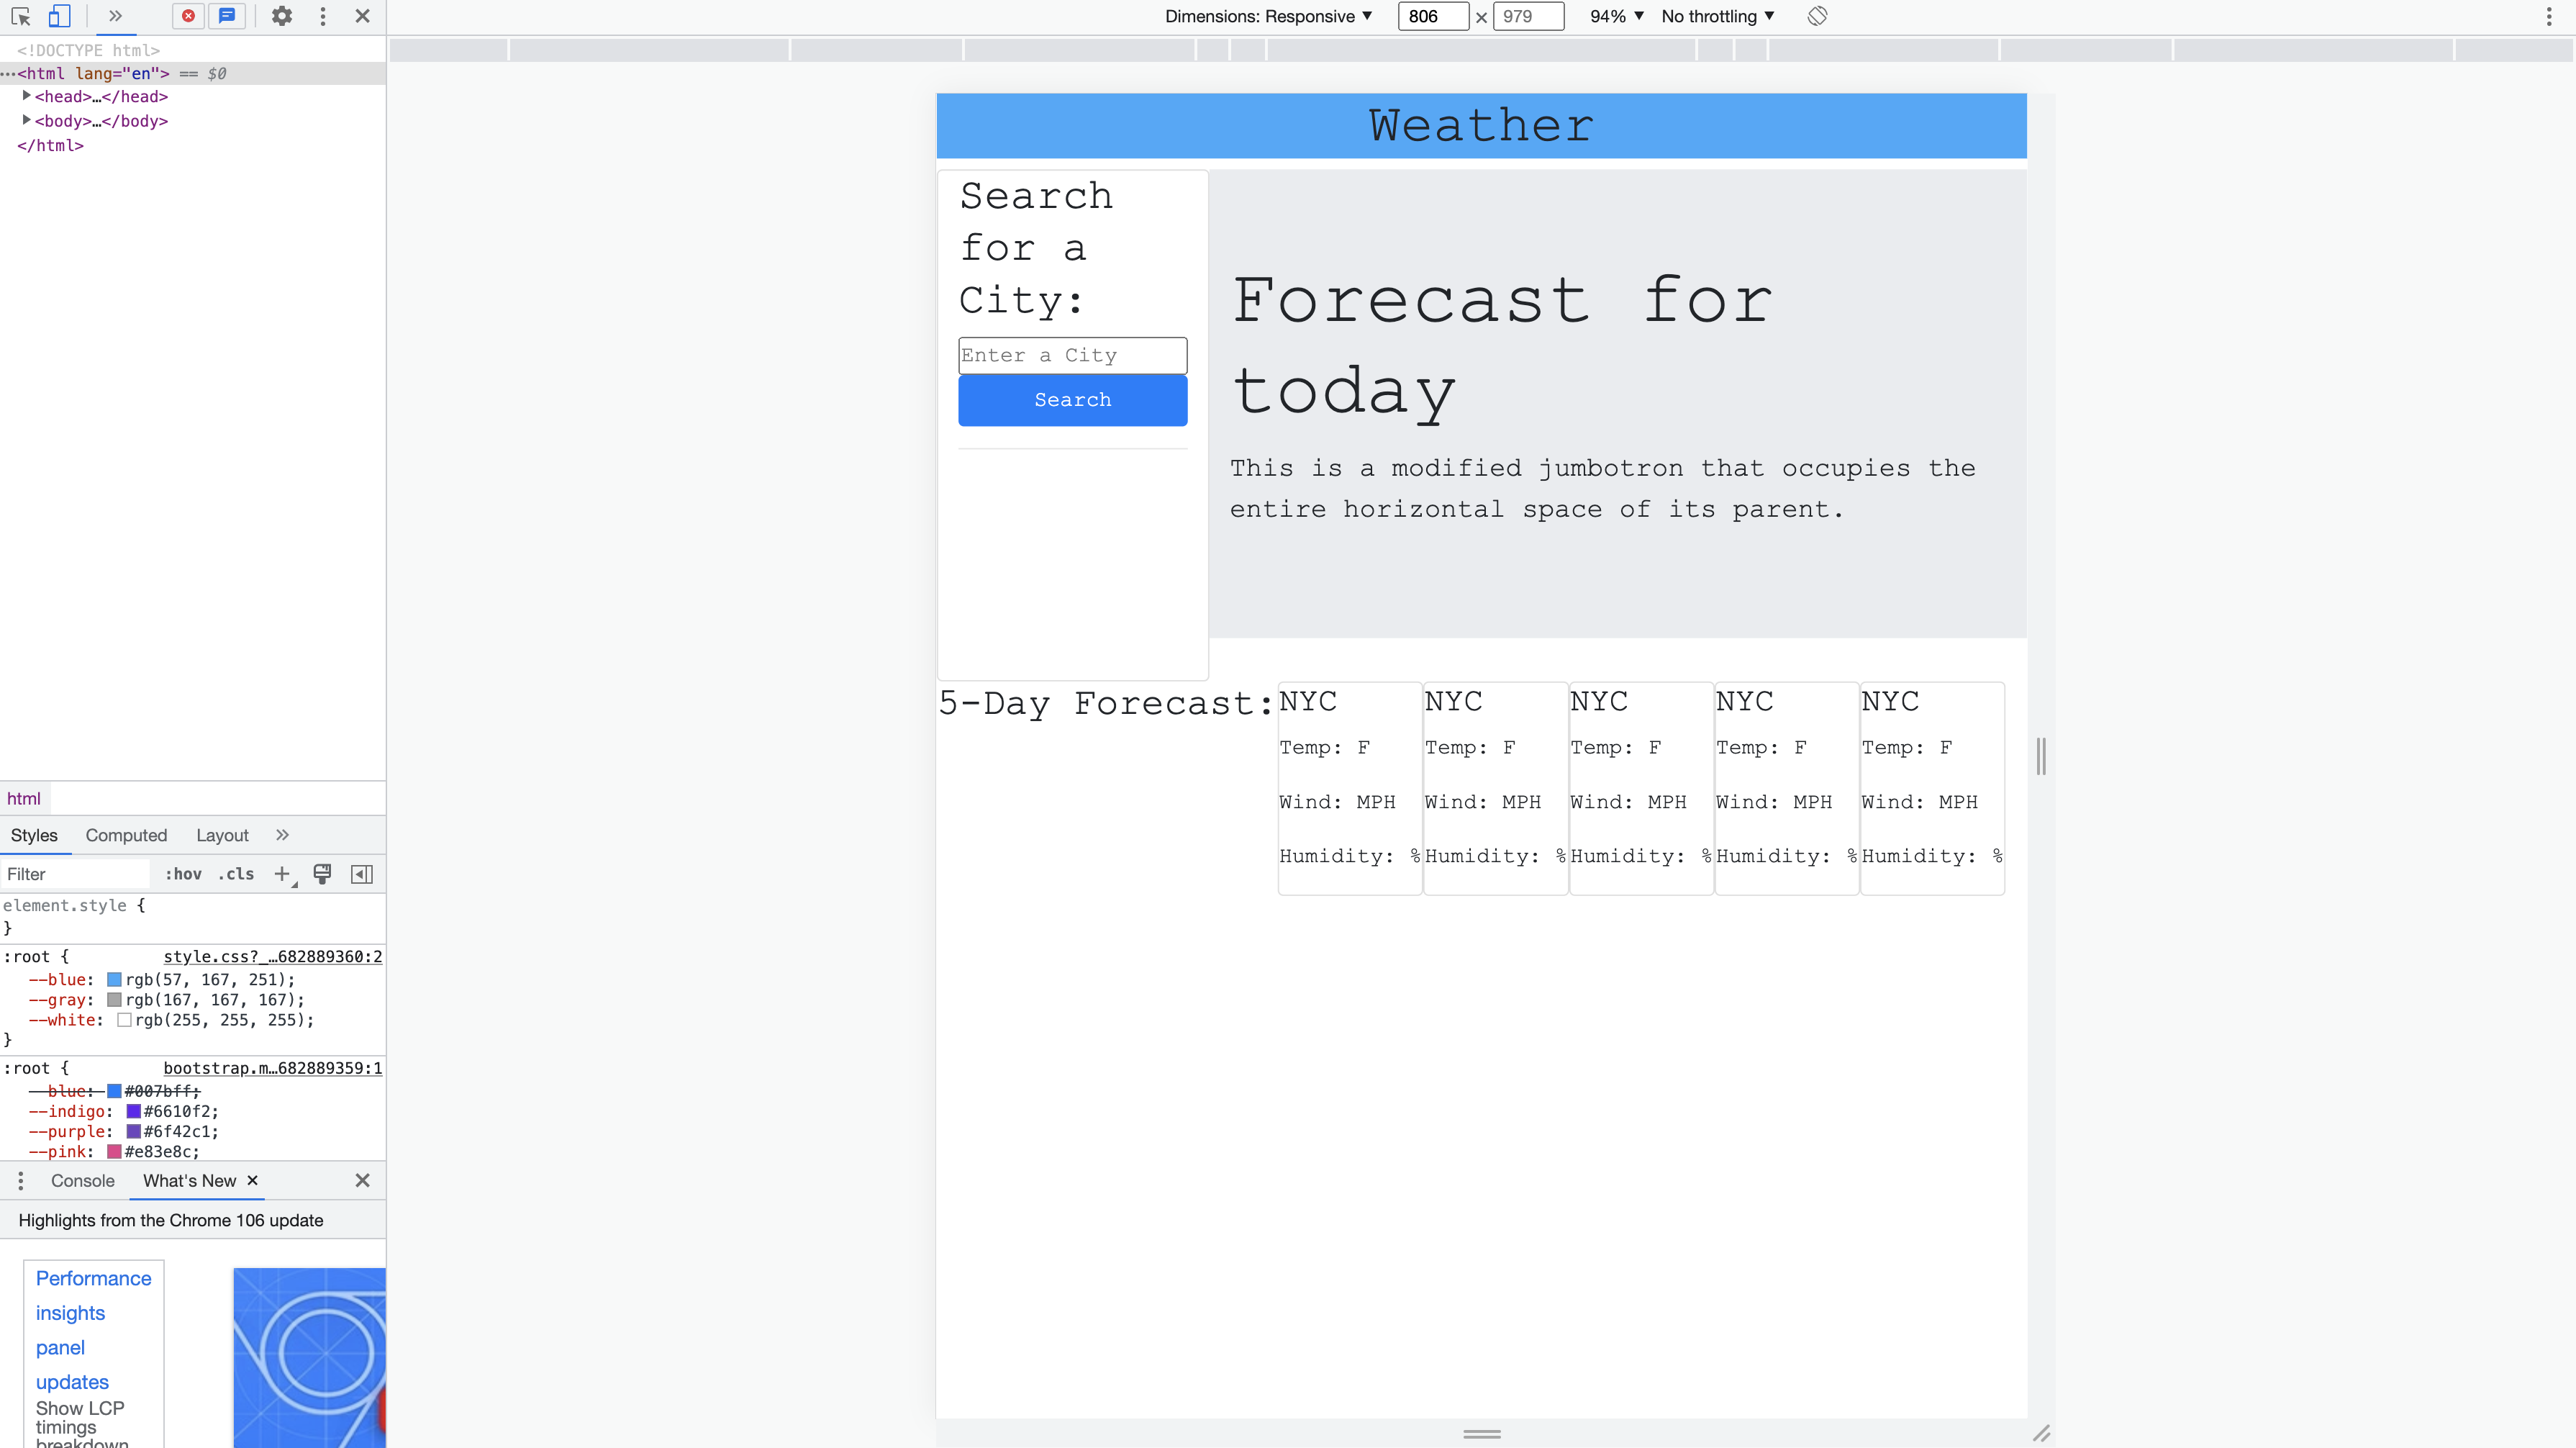 Dimensions: Responsive ▼ 806 × 979 94% ▼ No throttling ▼
<!DOCTYPE html>
<html lang="en"> == $0
<head>…</head>
<body>…</body>
</html>
html
Styles Computed Layout
Filter :hov .cls
element.style {
}
:root { style.css?_…682889360:2
--blue: rgb(57, 167, 251);
--gray: rgb(167, 167, 167);
--white: rgb(255, 255, 255);
}
:root { bootstrap.m…682889359:1
--blue: #007bff;
--indigo: #6610f2;
--purple: #6f42c1;
--pink: #e83e8c;
Console What's New
Highlights from the Chrome 106 update
Performance
insights
panel
updates
Show LCP
timings
breakdown
Weather
Search
for a
City:
Enter a City
Search
Forecast for
today
This is a modified jumbotron that occupies the
entire horizontal space of its parent.
5-Day Forecast:
NYC
Temp: F
Wind: MPH
Humidity: %
NYC
Temp: F
Wind: MPH
Humidity: %
NYC
Temp: F
Wind: MPH
Humidity: %
NYC
Temp: F
Wind: MPH
Humidity: %
NYC
Temp: F
Wind: MPH
Humidity: %